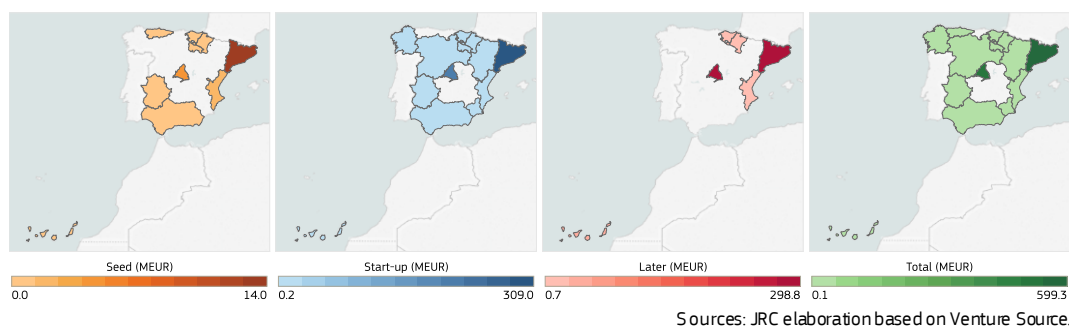 Seed (MEUR) Start-up (MEUR) Later (MEUR) Total (MEUR)
0.0 14.0 0.2 309.0 0.7 298.8 0.1 599.3
Sources: JRC elaboration based on Venture Source.